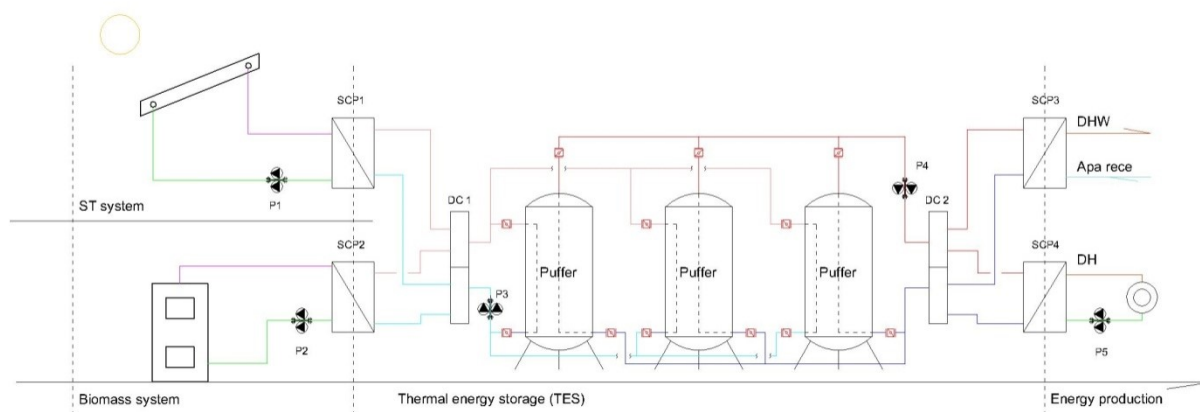 SCP1
SCP3
DHW
P4
Apa rece
P1
ST system
DC 1
DC 2
SCP2
SCP4
DH
Puffer
Puffer
Puffer
P3
P2
P5
Biomass system
Thermal energy storage (TES)
Energy production